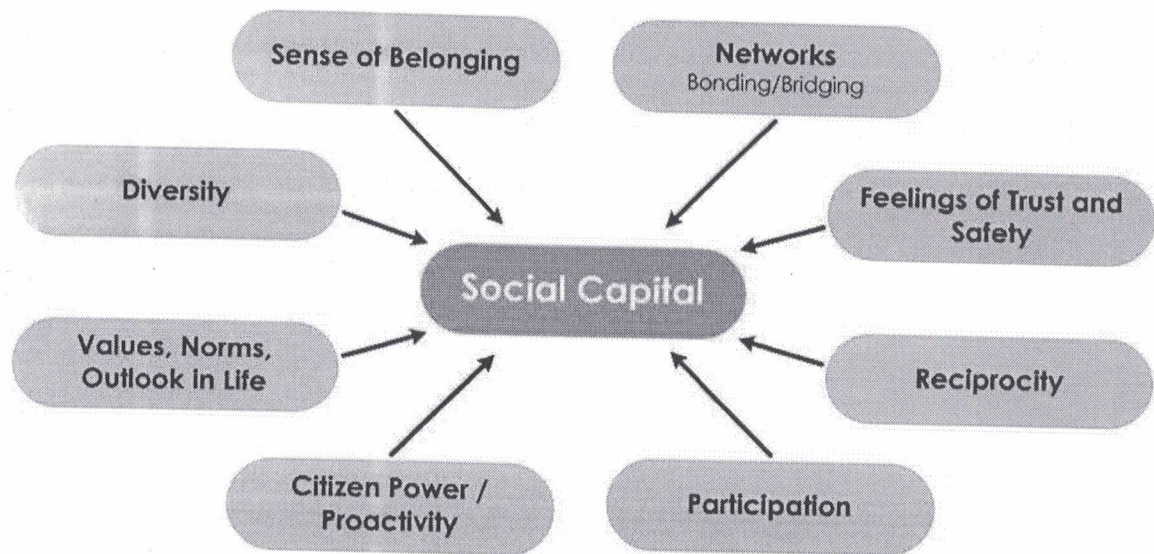 Sense of Belonging
Networks
Bonding/Bridging
Diversity
Feelings of Trust and
Safety
Social Capital
Values, Norms,
Outlook in Life
Reciprocity
Citizen Power /
Proactivity
Participation